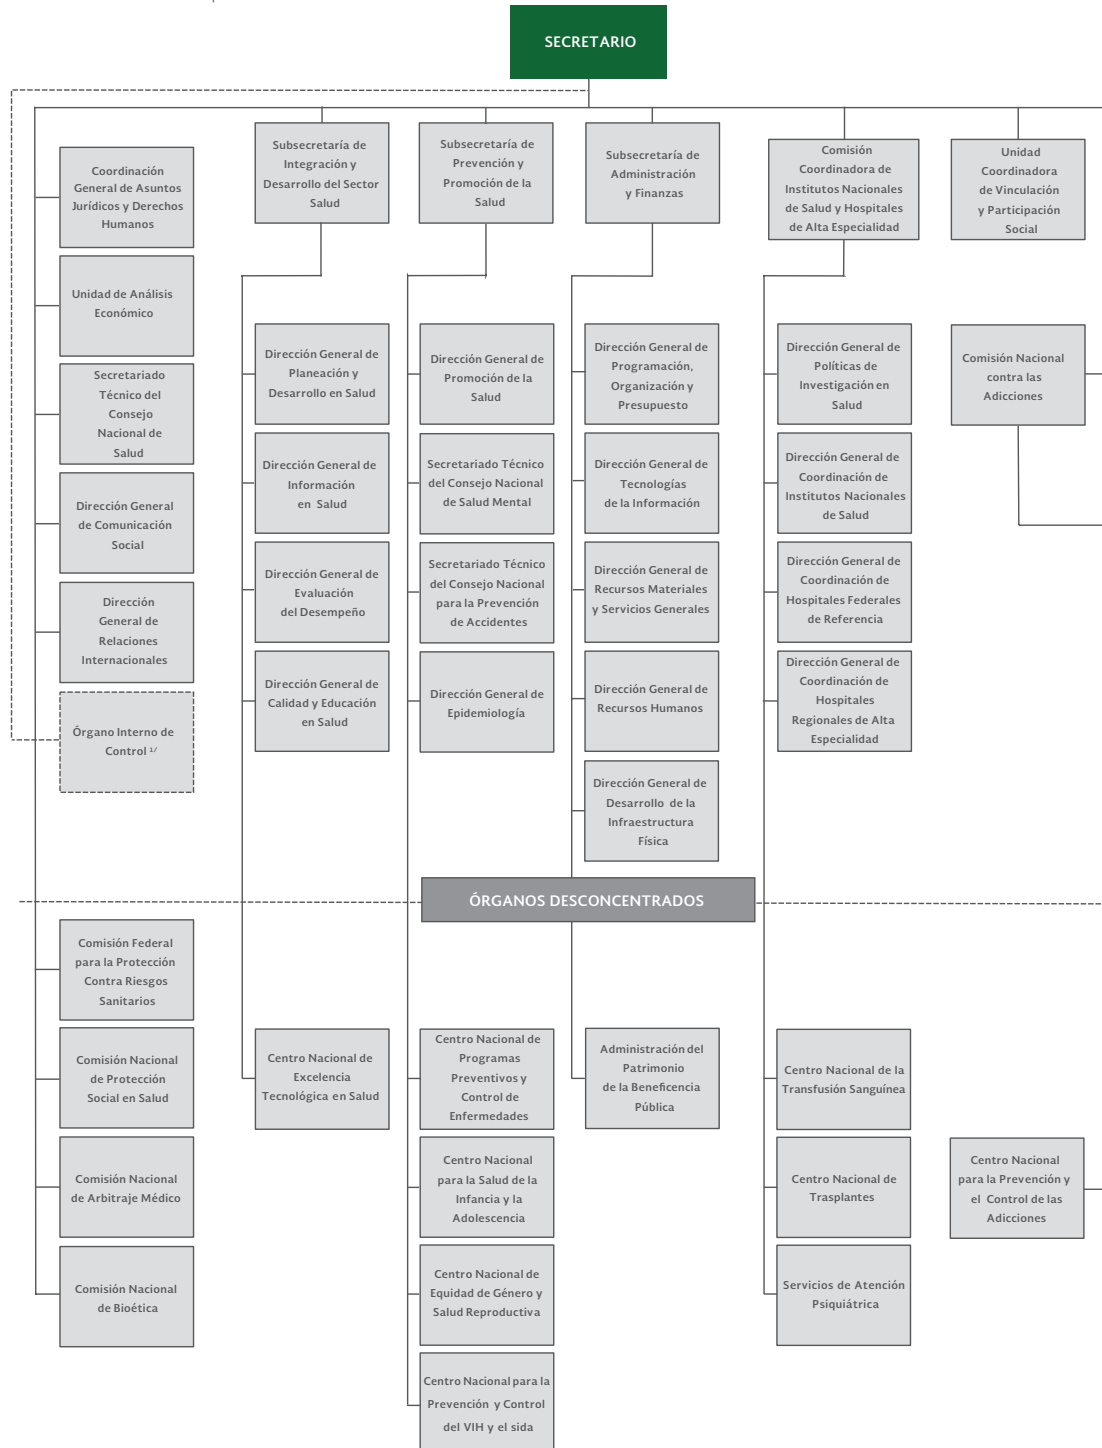 SECRETARIO
Coordinación
General de Asuntos
Jurídicos y Derechos
Humanos
Unidad de Análisis
Económico
Secretariado
Técnico del
Consejo
Nacional de
Salud
Dirección General
de Comunicación
Social
Dirección
General de
Relaciones
Internacionales
Órgano Interno de
Control 1/
Subsecretaría de
Integración y
Desarrollo del Sector
Salud
Dirección General de
Planeación y
Desarrollo en Salud
Dirección General de
Información
en Salud
Dirección General de
Evaluación
del Desempeño
Dirección General de
Calidad y Educación
en Salud
Subsecretaría de
Prevención y
Promoción de la
Salud
Dirección General de
Promoción de la
Salud
Secretariado Técnico
del Consejo Nacional
de Salud Mental
Secretariado Técnico
del Consejo Nacional
para la Prevención
de Accidentes
Dirección General de
Epidemiología
Subsecretaría de
Administración
y Finanzas
Dirección General de
Programación,
Organización y
Presupuesto
Dirección General de
Tecnologías
de la Información
Dirección General de
Recursos Materiales
y Servicios Generales
Dirección General de
Recursos Humanos
Dirección General de
Desarrollo de la
Infraestructura
Física
Comisión
Coordinadora de
Institutos Nacionales
de Salud y Hospitales
de Alta Especialidad
Dirección General de
Políticas de
Investigación en
Salud
Dirección General de
Coordinación de
Institutos Nacionales
de Salud
Dirección General de
Coordinación de
Hospitales Federales
de Referencia
Dirección General de
Coordinación de
Hospitales
Regionales de Alta
Especialidad
Unidad
Coordinadora
de Vinculación
y Participación
Social
Comisión Nacional
contra las
Adicciones
ÓRGANOS DESCONCENTRADOS
Comisión Federal
para la Protección
Contra Riesgos
Sanitarios
Comisión Nacional
de Protección
Social en Salud
Comisión Nacional
de Arbitraje Médico
Comisión Nacional
de Bioética
Centro Nacional de
Excelencia
Tecnológica en Salud
Centro Nacional de
Programas
Preventivos y
Control de
Enfermedades
Centro Nacional
para la Salud de la
Infancia y la
Adolescencia
Centro Nacional de
Equidad de Género y
Salud Reproductiva
Centro Nacional para la
Prevención y Control
del VIH y el sida
Administración del
Patrimonio
de la Beneficencia
Pública
Centro Nacional de la
Transfusión Sanguínea
Centro Nacional de
Trasplantes
Servicios de Atención
Psiquiátrica
Centro Nacional
para la Prevención y
el Control de las
Adicciones